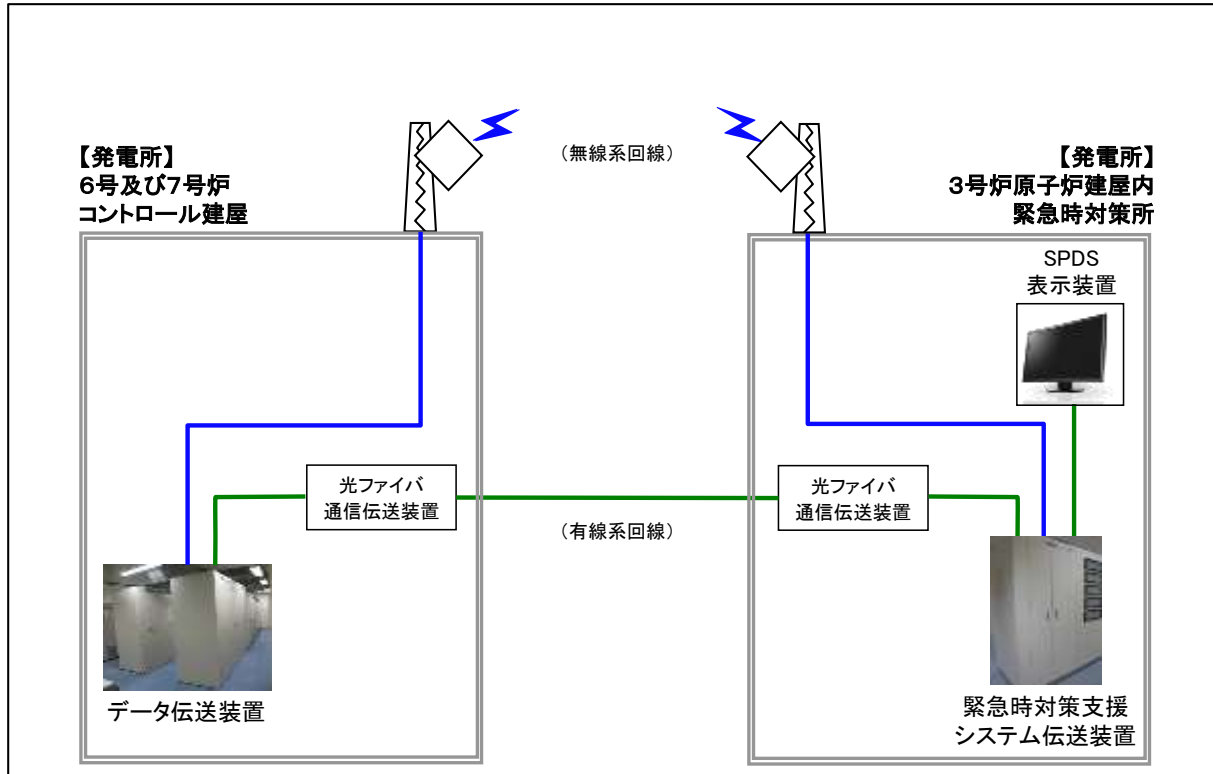 【発電所】
6号及び7号炉
コントロール建屋
（無線系回線）
【発電所】
3号炉原子炉建屋内
緊急時対策所
SPDS
表示装置
光ファイバ
通信伝送装置
（有線系回線）
光ファイバ
通信伝送装置
データ伝送装置
緊急時対策支援
システム伝送装置